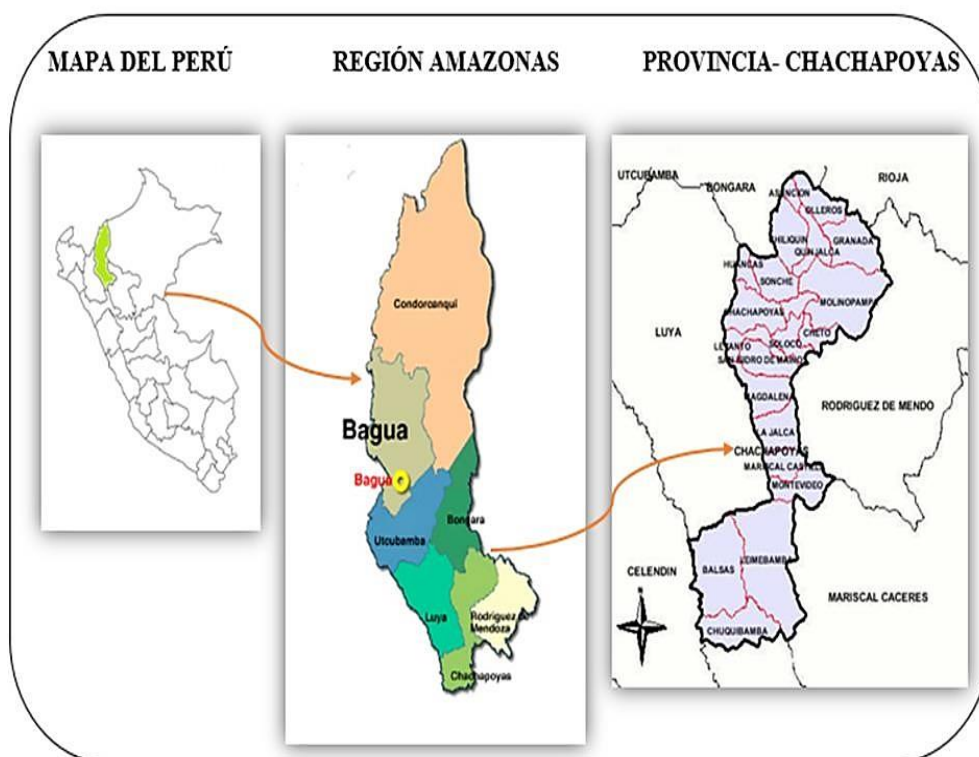 MAPA DEL PERÚ
REGIÓN AMAZONAS
PROVINCIA- CHACHAPOYAS
Condorcanqui
Bagua
Bagua
Utcubamba
Bongara
Luya
Rodriguez de
Mendoza
Chachapoyas
UTCUBAMBA
BONGARA
RIOJA
ASUNCION
OLLEROS
CHILIQUIN
GRANADA
QUINJALCA
HUANCAS
SONCHE
MOLINOPAMPA
CHACHAPOYAS
LUYA
CHETO
SOLOCO
LEVANTO
SAN ISIDRO DE MAINOS
MAGDALENA
RODRIGUEZ DE MENDO
LA JALCA
CHACHAPOYAS
MARISCAL CASTILLA
MONTEVIDEO
CELENDIN
BALSAS
LEIMEBAMBA
MARISCAL CACERES
CHUQUIBAMBA